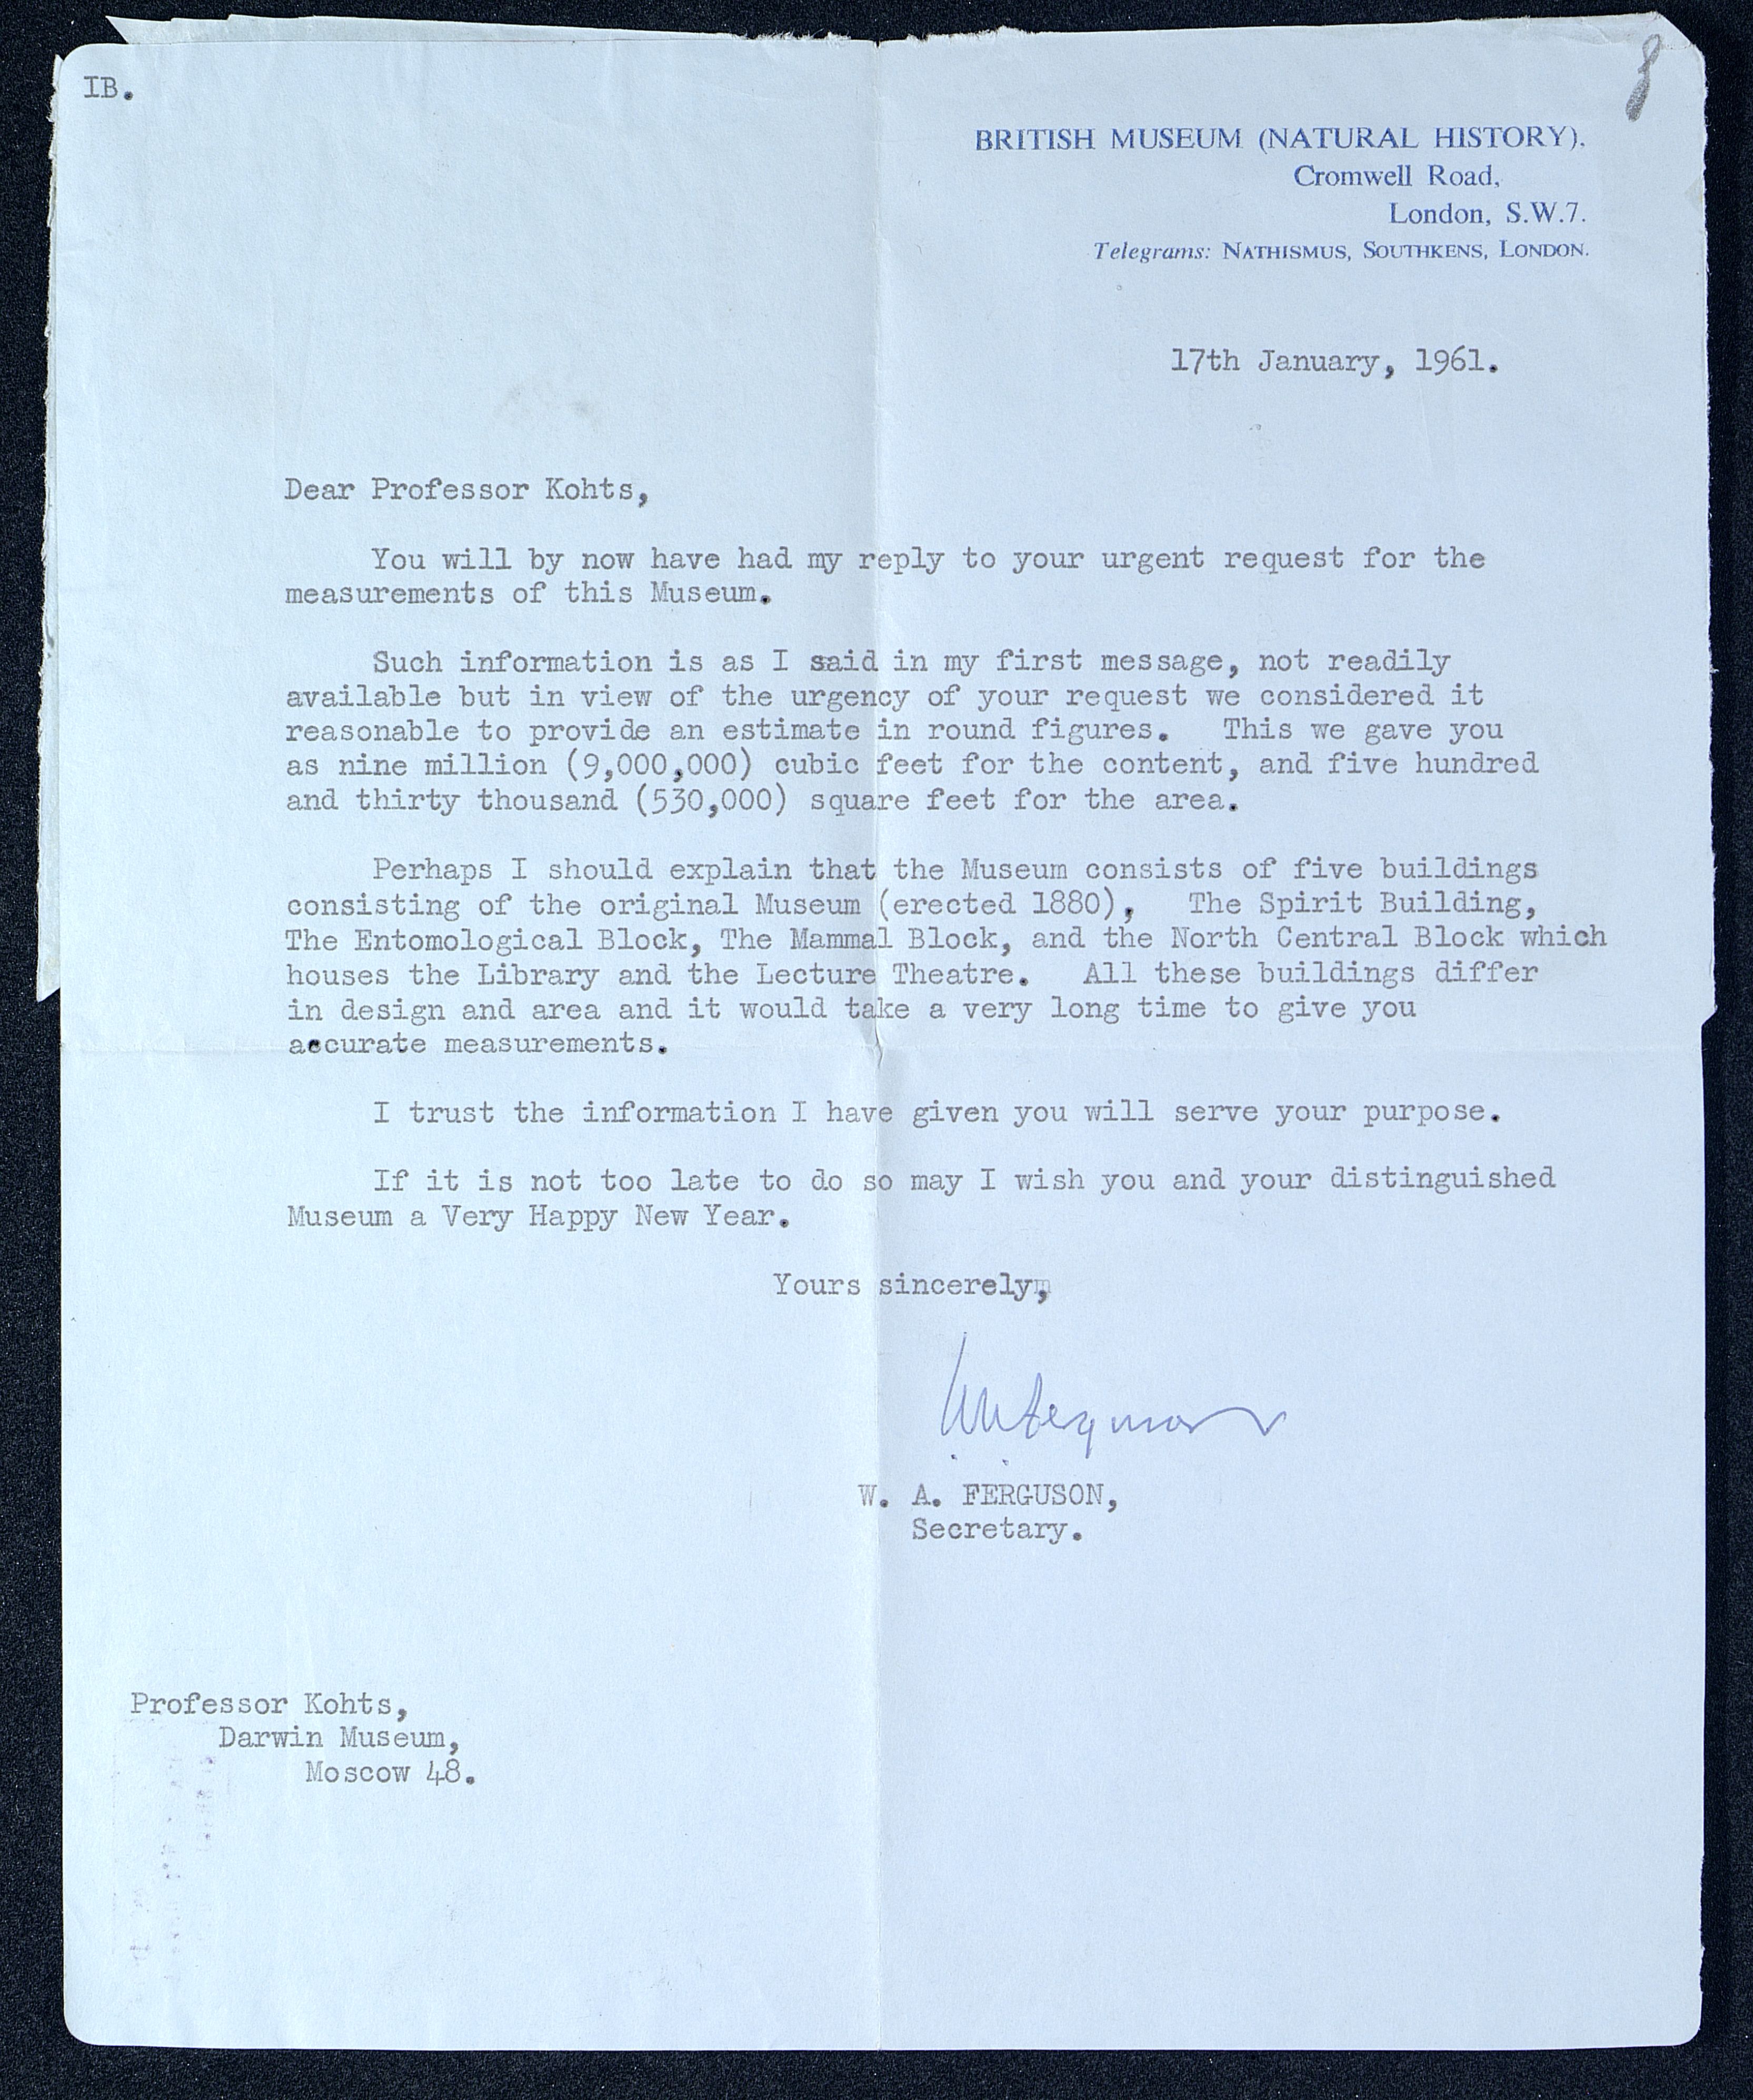 IB.
8
BRITISH MUSEUM (NATURAL HISTORY),
Cromwell Road,
London, S.W.7.
Telegrams: NATHISMUS, SOUTHKENS, LONDON.
17th January, 1961.
Dear Professor Kohts,
You will by now have had my reply to your urgent request for the
measurements of this Museum.
Such information is as I said in my first message, not readily
available but in view of the urgency of your request we considered it
reasonable to provide an estimate in round figures. This we gave you
as nine million (9,000,000) cubic feet for the content, and five hundred
and thirty thousand (530,000) square feet for the area.
Perhaps I should explain that the Museum consists of five buildings
consisting of the original Museum (erected 1880), The Spirit Building,
The Entomological Block, The Mammal Block, and the North Central Block which
houses the Library and the Lecture Theatre. All these buildings differ
in design and area and it would take a very long time to give you
accurate measurements.
I trust the information I have given you will serve your purpose.
If it is not too late to do so may I wish you and your distinguished
Museum a Very Happy New Year.
Yours sincerely,
WAFerguson
W. A. FERGUSON,
Secretary.
Professor Kohts,
Darwin Museum,
Moscow 48.